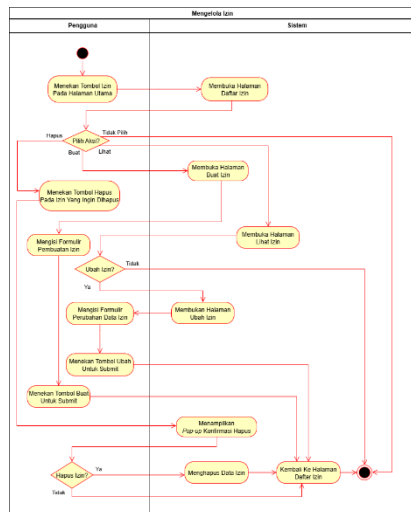 Mengelola Izin
Pengguna
Sistem
Menekan Tombol Izin
Pada Halaman Utama
Membuka Halaman
Daftar Izin
Hapus
Pilih Aksi?
Tidak Pilih
Buat
Lihat
Membuka Halaman
Buat Izin
Menekan Tombol Hapus
Pada Izin Yang Ingin Dihapus
Mengisi Formulir
Pembuatan Izin
Membuka Halaman
Lihat Izin
Ubah Izin?
Tidak
Ya
Mengisi Formulir
Perubahan Data Izin
Membukan Halaman
Ubah Izin
Menekan Tombol Ubah
Untuk Submit
Menekan Tombol Buat
Untuk Submit
Menampilkan
Pop-up Konfirmasi Hapus
Hapus Izin?
Ya
Menghapus Data Izin
Kembali Ke Halaman
Daftar Izin
Tidak